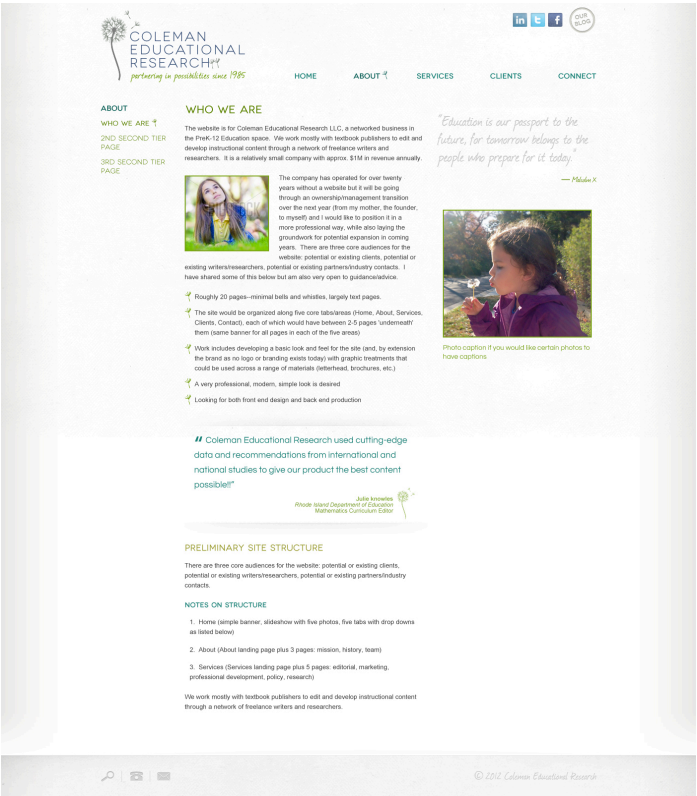 COLEMAN
EDUCATIONAL
RESEARCH
partnering in possibilities since 1985
in
t
f
OUR
BLOG
HOME
ABOUT
SERVICES
CLIENTS
CONNECT
ABOUT
WHO WE ARE
2ND SECOND TIER
PAGE
3RD SECOND TIER
PAGE
WHO WE ARE
The website is for Coleman Educational Research LLC, a networked business in
the PreK-12 Education space. We work mostly with textbook publishers to edit and
develop instructional content through a network of freelance writers and
researchers. It is a relatively small company with approx. $1M in revenue annually.
The company has operated for over twenty
years without a website but it will be going
through an ownership/management transition
over the next year (from my mother, the founder,
to myself) and I would like to position it in a
more professional way, while also laying the
groundwork for potential expansion in coming
years. There are three core audiences for the
website: potential or existing clients, potential or
existing writers/researchers, potential or existing partners/industry contacts. I
have shared some of this below but am also very open to guidance/advice.
Roughly 20 pages--minimal bells and whistles, largely text pages.
The site would be organized along five core tabs/areas (Home, About, Services,
Clients, Contact), each of which would have between 2-5 pages 'underneath'
them (same banner for all pages in each of the five areas)
Work includes developing a basic look and feel for the site (and, by extension
the brand as no logo or branding exists today) with graphic treatments that
could be used across a range of materials (letterhead, brochures, etc.)
A very professional, modern, simple look is desired
Looking for both front end design and back end production
“ Coleman Educational Research used cutting-edge
data and recommendations from international and
national studies to give our product the best content
possible!!”
Julie knowles
Rhode Island Department of Education
Mathematics Curriculum Editor
PRELIMINARY SITE STRUCTURE
There are three core audiences for the website: potential or existing clients,
potential or existing writers/researchers, potential or existing partners/industry
contacts.
NOTES ON STRUCTURE
1. Home (simple banner, slideshow with five photos, five tabs with drop downs
as listed below)
2. About (About landing page plus 3 pages: mission, history, team)
3. Services (Services landing page plus 5 pages: editorial, marketing,
professional development, policy, research)
We work mostly with textbook publishers to edit and develop instructional content
through a network of freelance writers and researchers.
“Education is our passport to the
future, for tomorrow belongs to the
people who prepare for it today.”
— Malcolm X
Photo caption if you would like certain photos to
have captions
© 2012 Coleman Educational Research